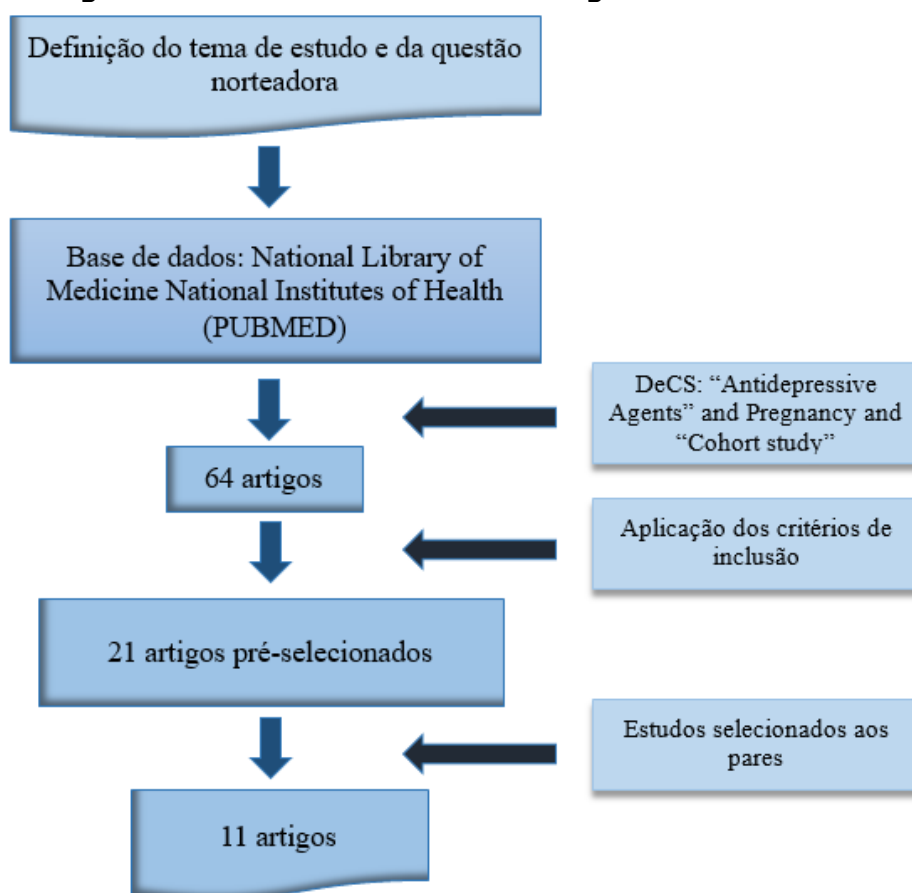 Definição do tema de estudo e da questão
norteadora
Base de dados: National Library of
Medicine National Institutes of Health
(PUBMED)
DeCS: “Antidepressive
Agents” and Pregnancy and
“Cohort study”
64 artigos
Aplicação dos critérios de
inclusão
21 artigos pré-selecionados
Estudos selecionados aos
pares
11 artigos